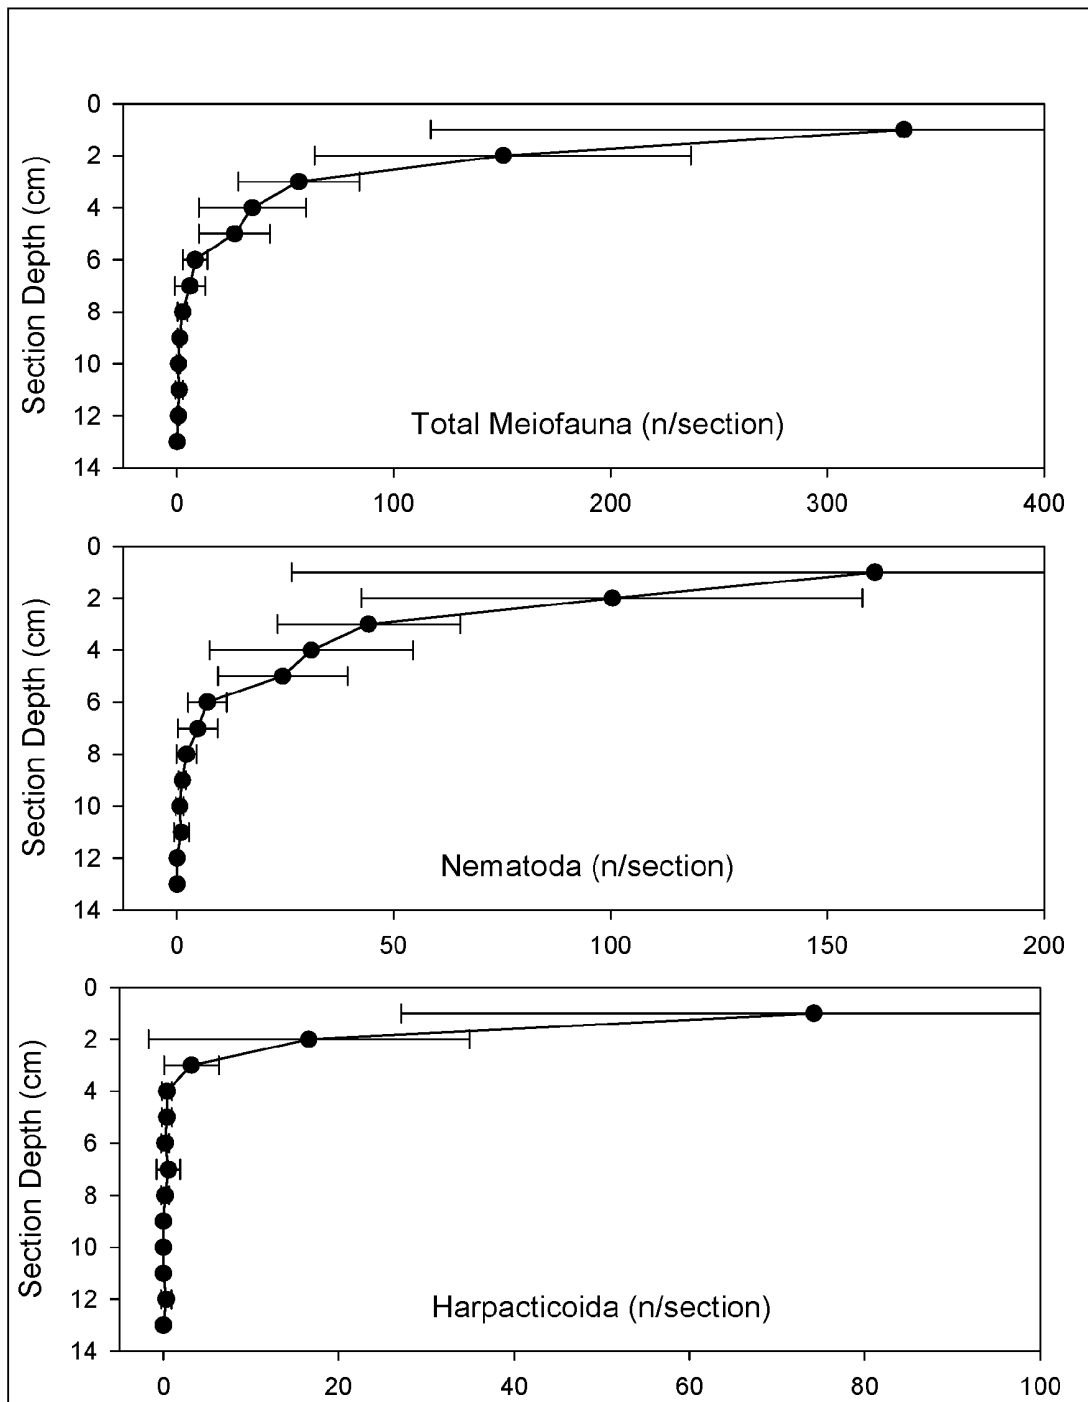 0
2
4
6
8
10
12
14
Section Depth (cm)
Total Meiofauna (n/section)
0 100 200 300 400
0
2
4
6
8
10
12
14
Section Depth (cm)
Nematoda (n/section)
0 50 100 150 200
0
2
4
6
8
10
12
14
Section Depth (cm)
Harpacticoida (n/section)
0 20 40 60 80 100